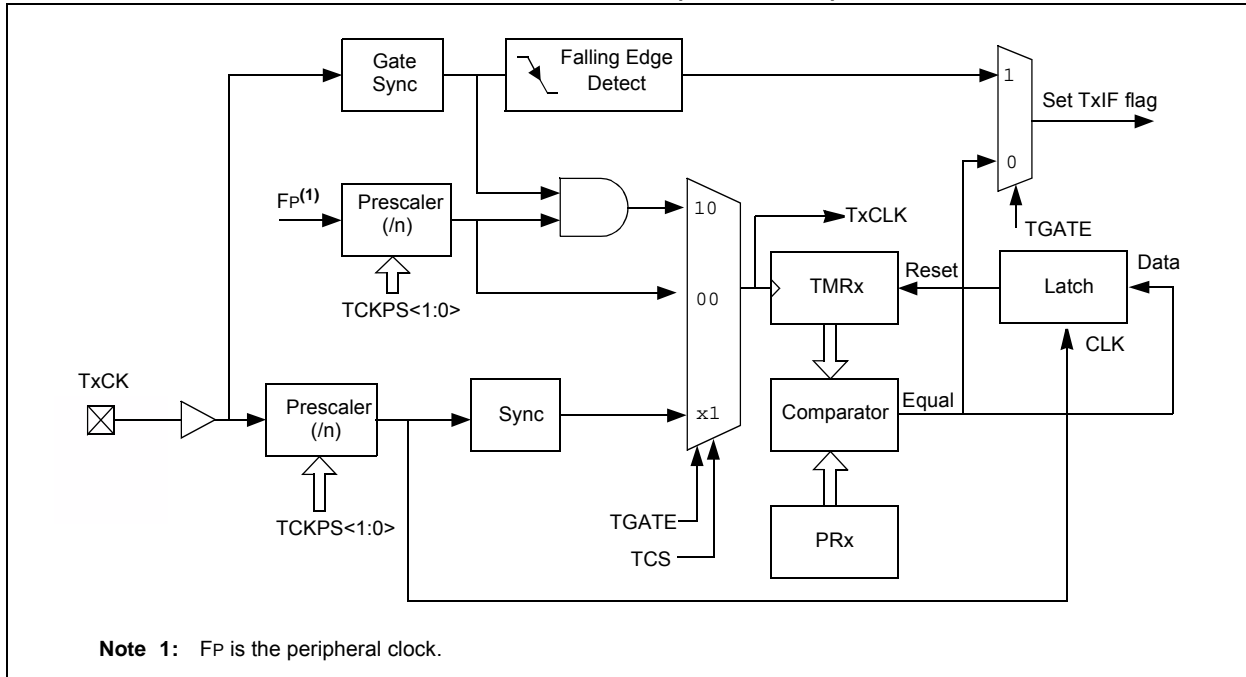 Gate
Sync
Falling Edge
Detect
1
Set TxIF flag
0
FP(1)
Prescaler
(/n)
10
TxCLK
TGATE
Reset
Data
TMRx
Latch
00
TCKPS<1:0>
CLK
TxCK
Prescaler
(/n)
Sync
x1
Comparator
Equal
TCKPS<1:0>
TGATE
TCS
PRx
Note 1: FP is the peripheral clock.